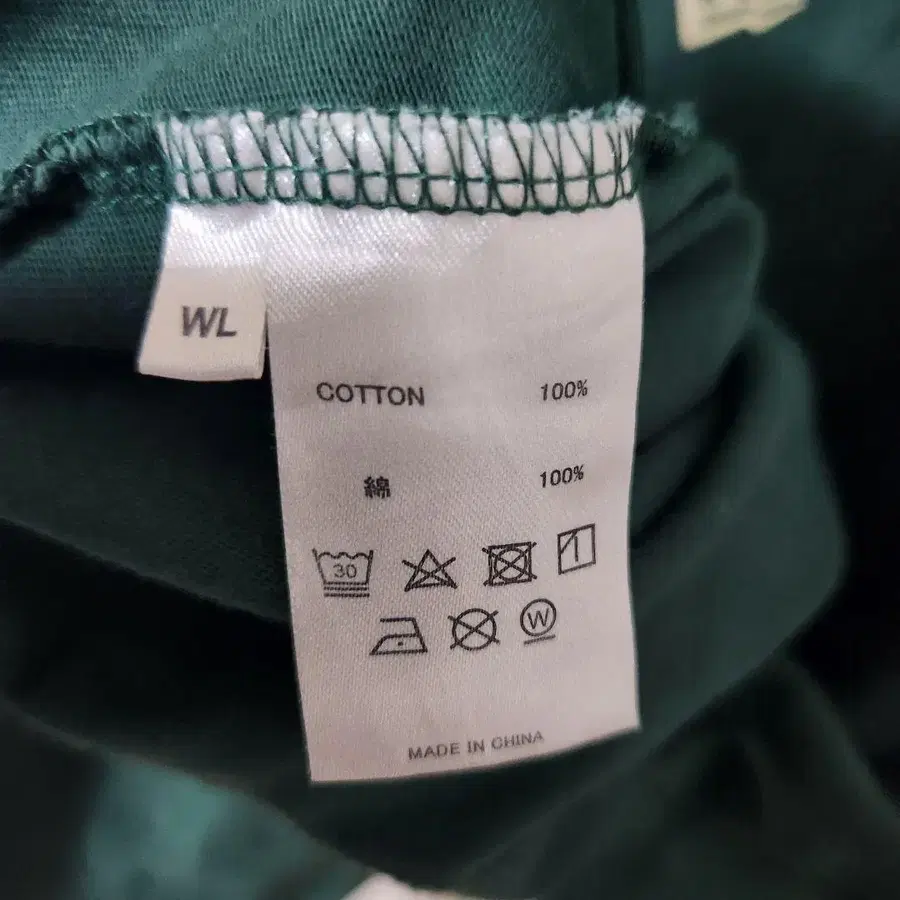 WL
COTTON 100%
綿 100%
30
W
MADE IN CHINA